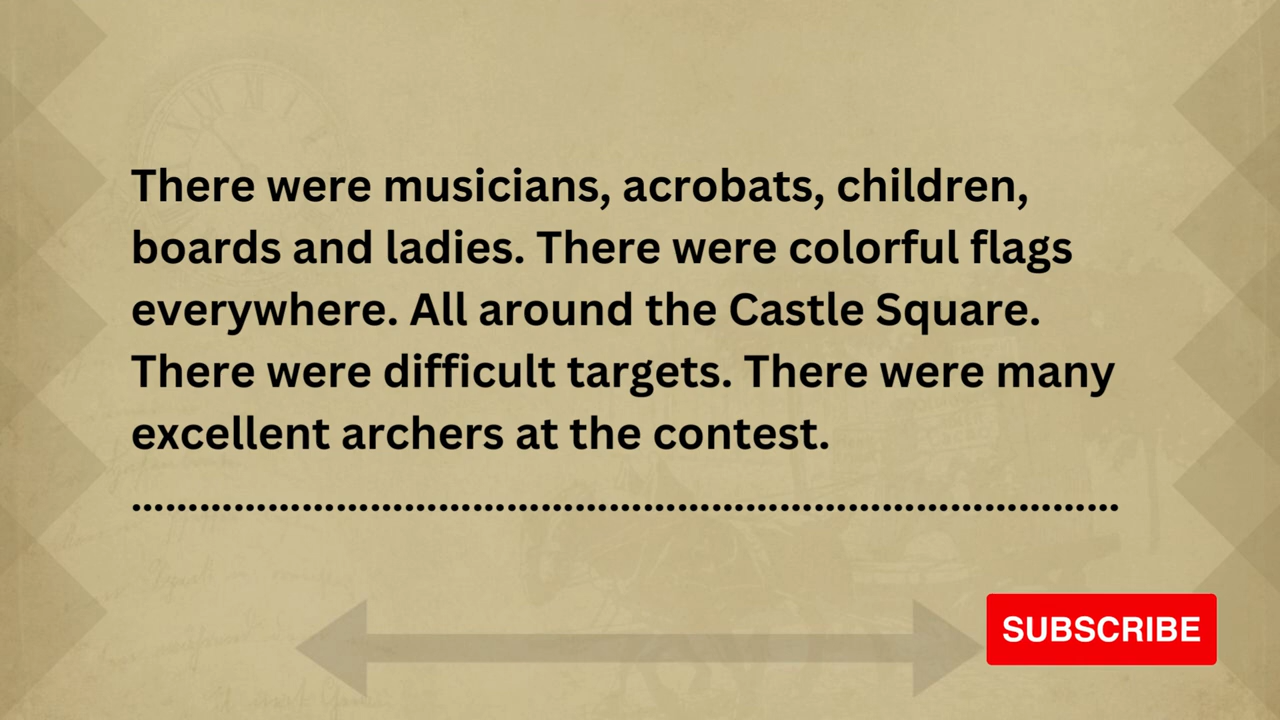 There were musicians, acrobats, children,
boards and ladies. There were colorful flags
everywhere. All around the Castle Square.
There were difficult targets. There were many
excellent archers at the contest.
................................................................................
SUBSCRIBE